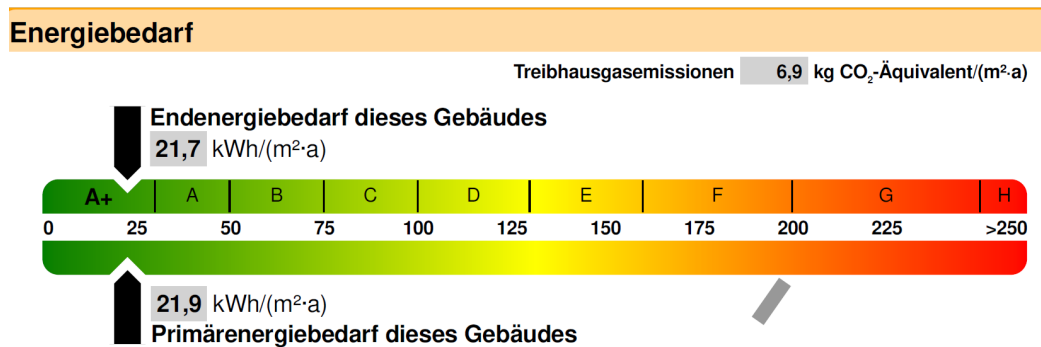 Energiebedarf
Treibhausgasemissionen 6,9 kg CO₂-Äquivalent/(m²·a)
Endenergiebedarf dieses Gebäudes
21,7 kWh/(m²·a)
A+ A B C D E F G H
0 25 50 75 100 125 150 175 200 225 >250
21,9 kWh/(m²·a)
Primärenergiebedarf dieses Gebäudes